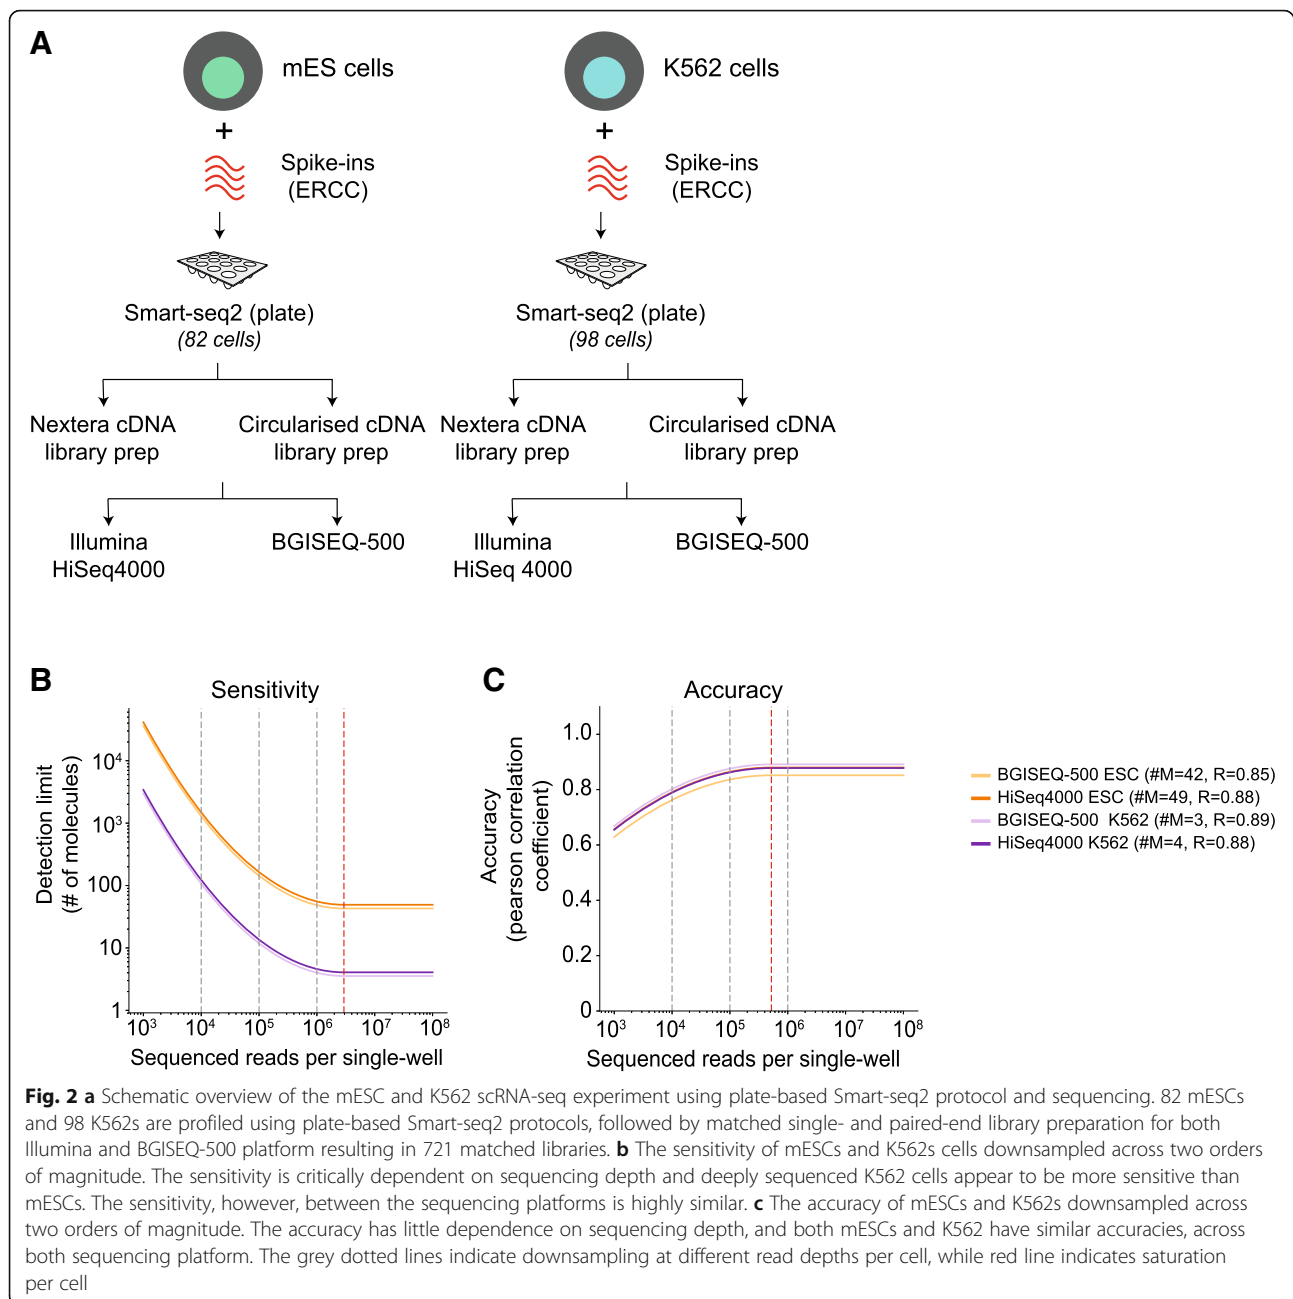 A
mES cells
K562 cells
+
+
Spike-ins
(ERCC)
Spike-ins
(ERCC)
Smart-seq2 (plate)
(82 cells)
Smart-seq2 (plate)
(98 cells)
Nextera cDNA
library prep
Circularised cDNA
library prep
Nextera cDNA
library prep
Circularised cDNA
library prep
Illumina
HiSeq4000
BGISEQ-500
Illumina
HiSeq 4000
BGISEQ-500
B
Sensitivity
Detection limit
(# of molecules)
10⁴
10³
100
10
1
10³ 10⁴ 10⁵ 10⁶ 10⁷ 10⁸
Sequenced reads per single-well
C
Accuracy
Accuracy
(pearson correlation
coefficient)
1.0
0.8
0.6
0.4
0.2
0
10³ 10⁴ 10⁵ 10⁶ 10⁷ 10⁸
Sequenced reads per single-well
BGISEQ-500 ESC (#M=42, R=0.85)
HiSeq4000 ESC (#M=49, R=0.88)
BGISEQ-500 K562 (#M=3, R=0.89)
HiSeq4000 K562 (#M=4, R=0.88)
Fig. 2 a Schematic overview of the mESC and K562 scRNA-seq experiment using plate-based Smart-seq2 protocol and sequencing. 82 mESCs
and 98 K562s are profiled using plate-based Smart-seq2 protocols, followed by matched single- and paired-end library preparation for both
Illumina and BGISEQ-500 platform resulting in 721 matched libraries. b The sensitivity of mESCs and K562s cells downsampled across two orders
of magnitude. The sensitivity is critically dependent on sequencing depth and deeply sequenced K562 cells appear to be more sensitive than
mESCs. The sensitivity, however, between the sequencing platforms is highly similar. c The accuracy of mESCs and K562s downsampled across
two orders of magnitude. The accuracy has little dependence on sequencing depth, and both mESCs and K562 have similar accuracies, across
both sequencing platform. The grey dotted lines indicate downsampling at different read depths per cell, while red line indicates saturation
per cell